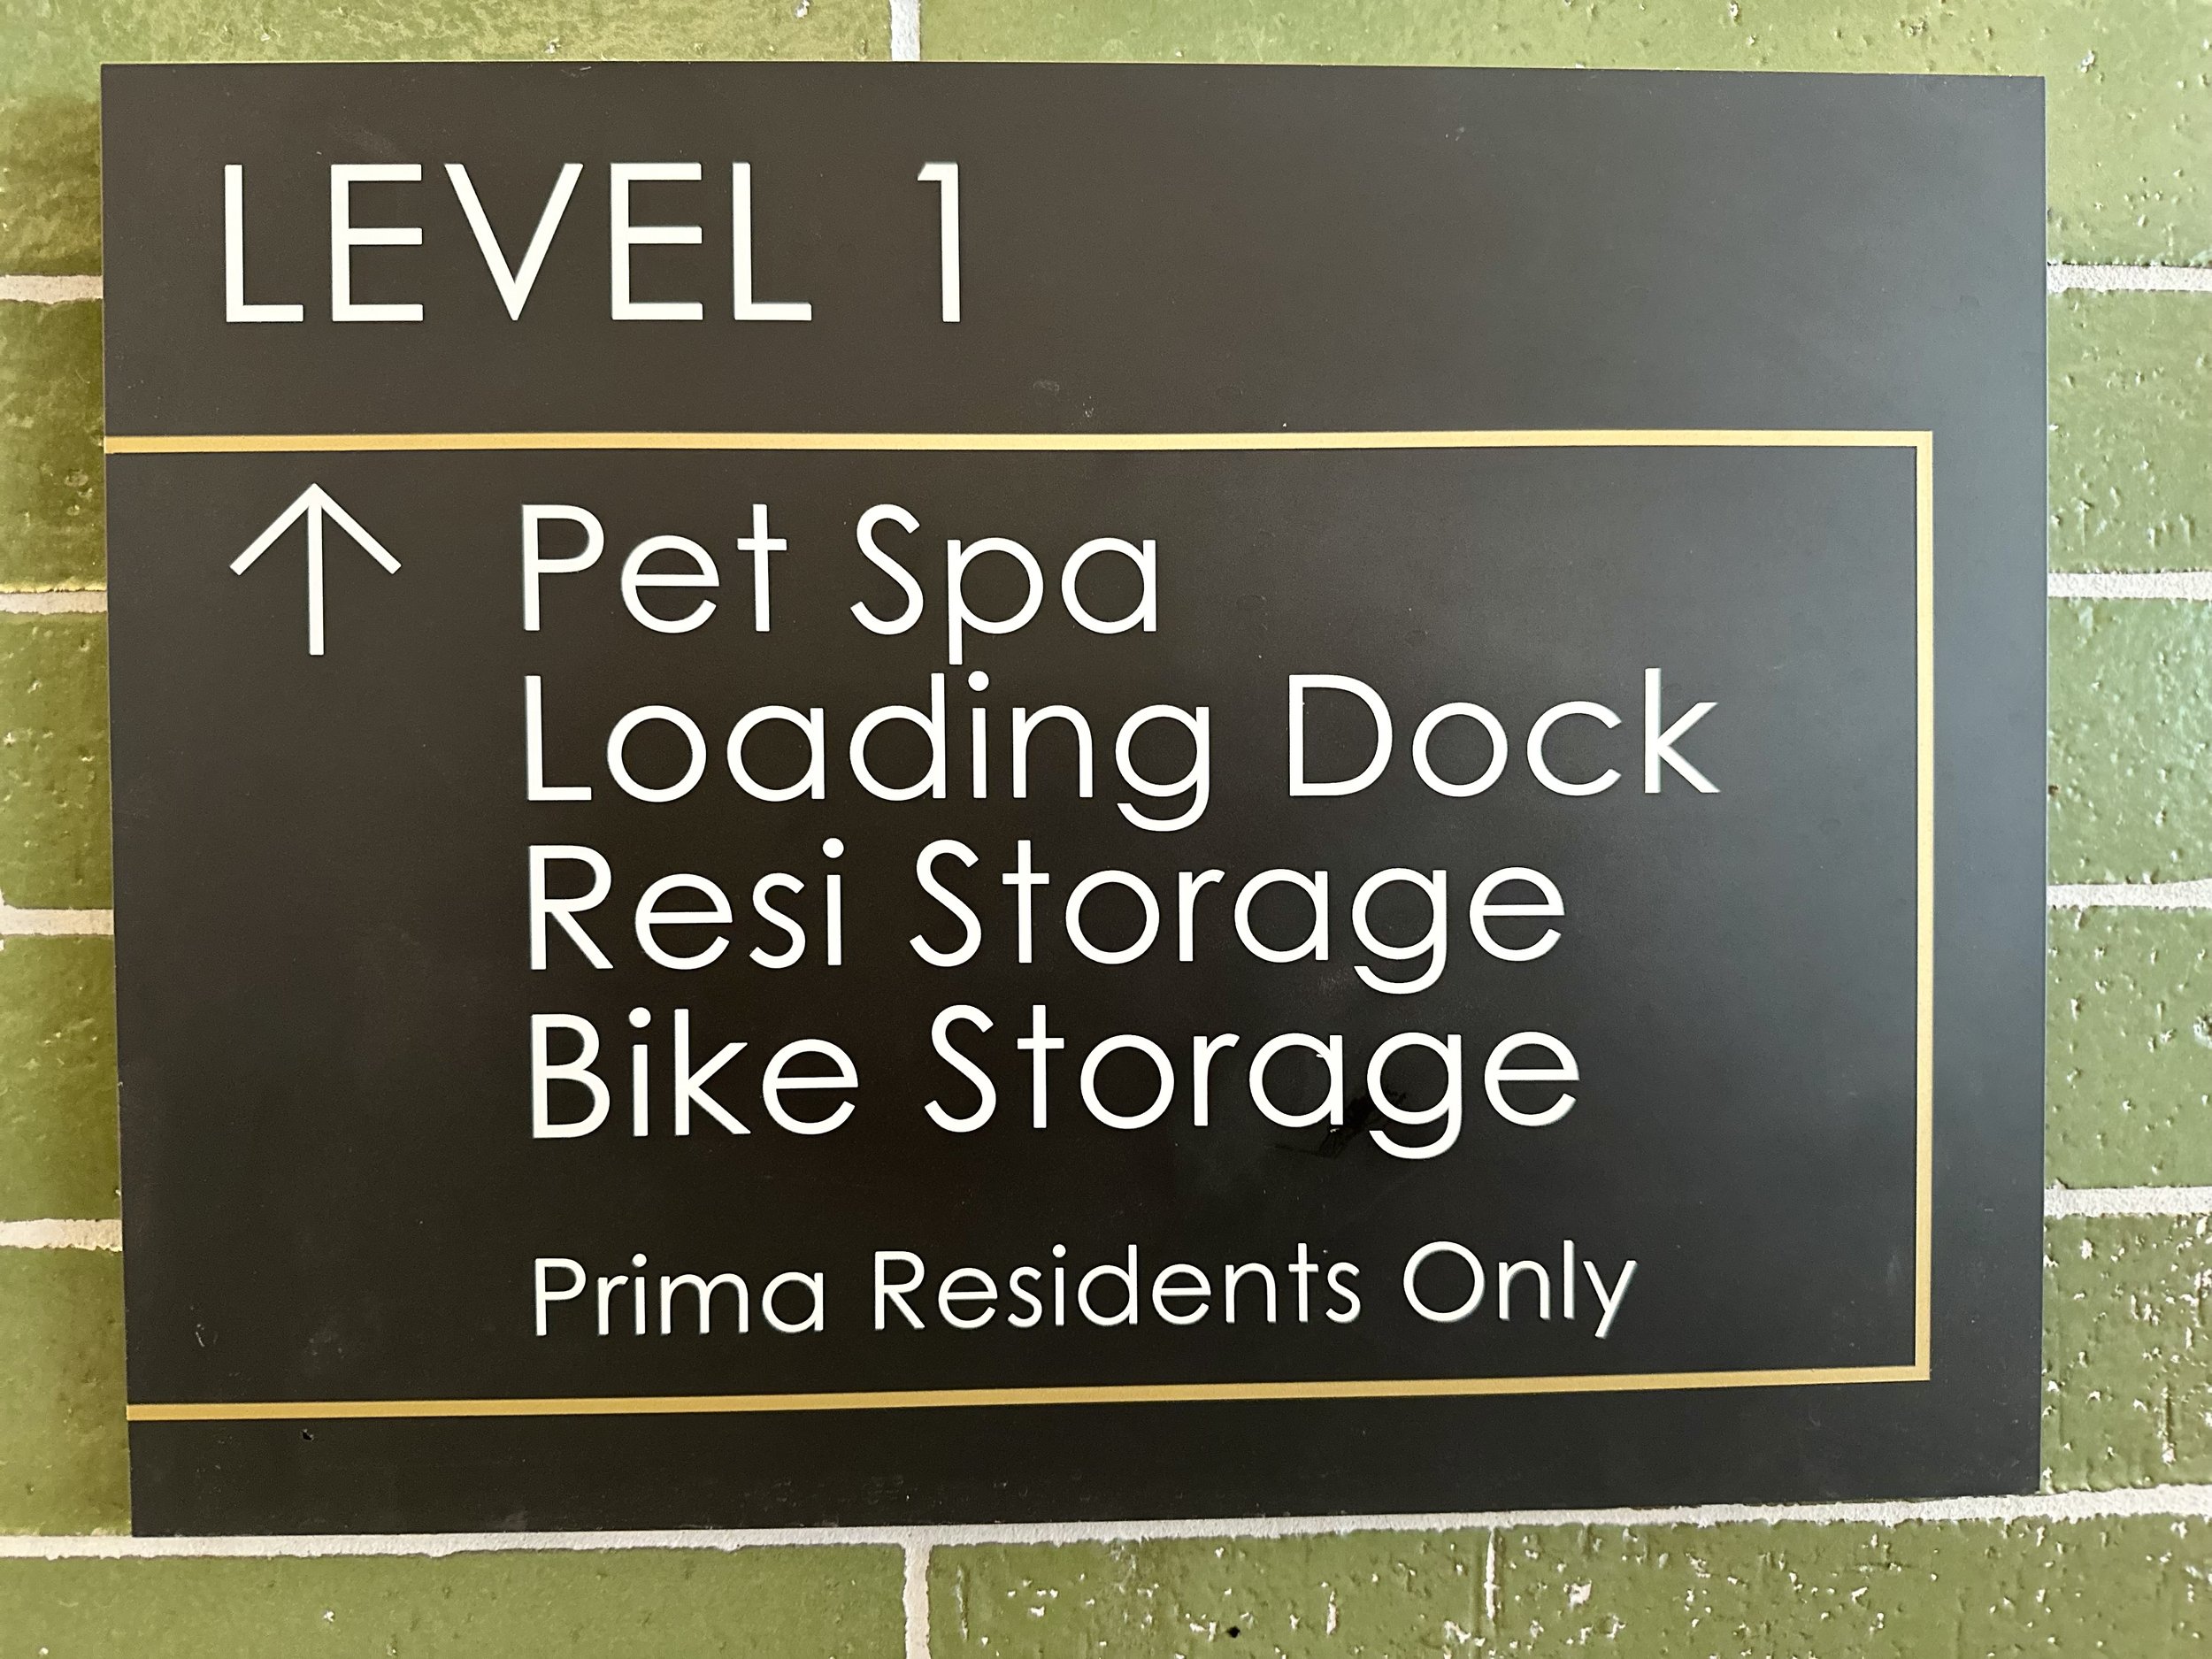 LEVEL 1
↑ Pet Spa
Loading Dock
Resi Storage
Bike Storage
Prima Residents Only